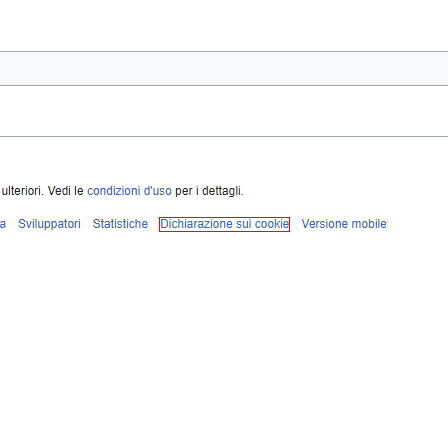 ulteriori. Vedi le condizioni d'uso per i dettagli.
a Sviluppatori Statistiche Dichiarazione sui cookie Versione mobile